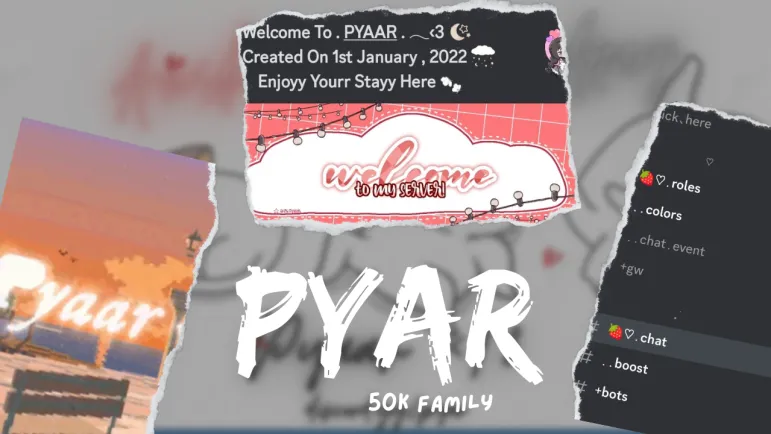 Welcome To . PYAAR . ︵‹3
Created On 1st January , 2022
Enjoyy Yourr Stayy Here
welcome
to my server!
Pyaar
PYAR
50K FAMILY
here
♡
🍓♡.roles
..colors
..chat.event
+gw
.
# 🍓♡.chat
# ..boost
# +bots